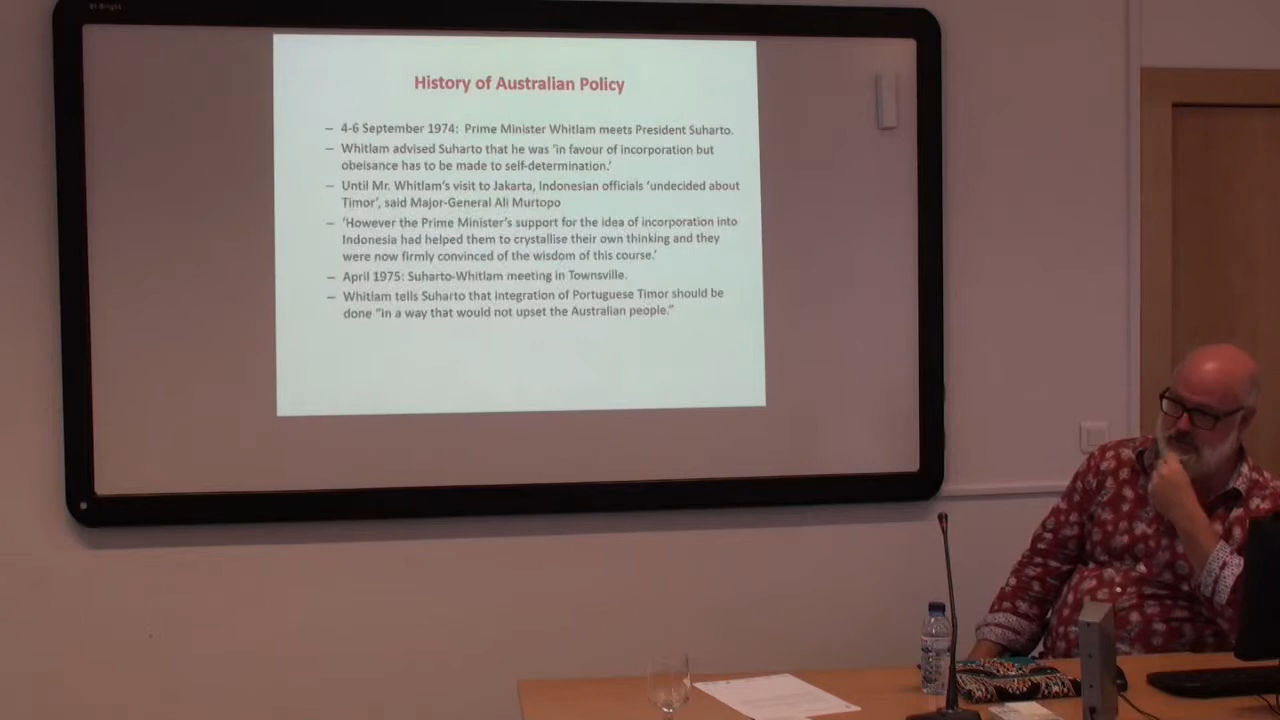 History of Australian Policy
– 4-6 September 1974: Prime Minister Whitlam meets President Suharto.
– Whitlam advised Suharto that he was 'in favour of incorporation but
obeisance has to be made to self-determination.'
– Until Mr. Whitlam's visit to Jakarta, Indonesian officials 'undecided about
Timor', said Major-General Ali Murtopo
– 'However the Prime Minister's support for the idea of incorporation into
Indonesia had helped them to crystallise their own thinking and they
were now firmly convinced of the wisdom of this course.'
– April 1975: Suharto-Whitlam meeting in Townsville.
– Whitlam tells Suharto that integration of Portuguese Timor should be
done "in a way that would not upset the Australian people."